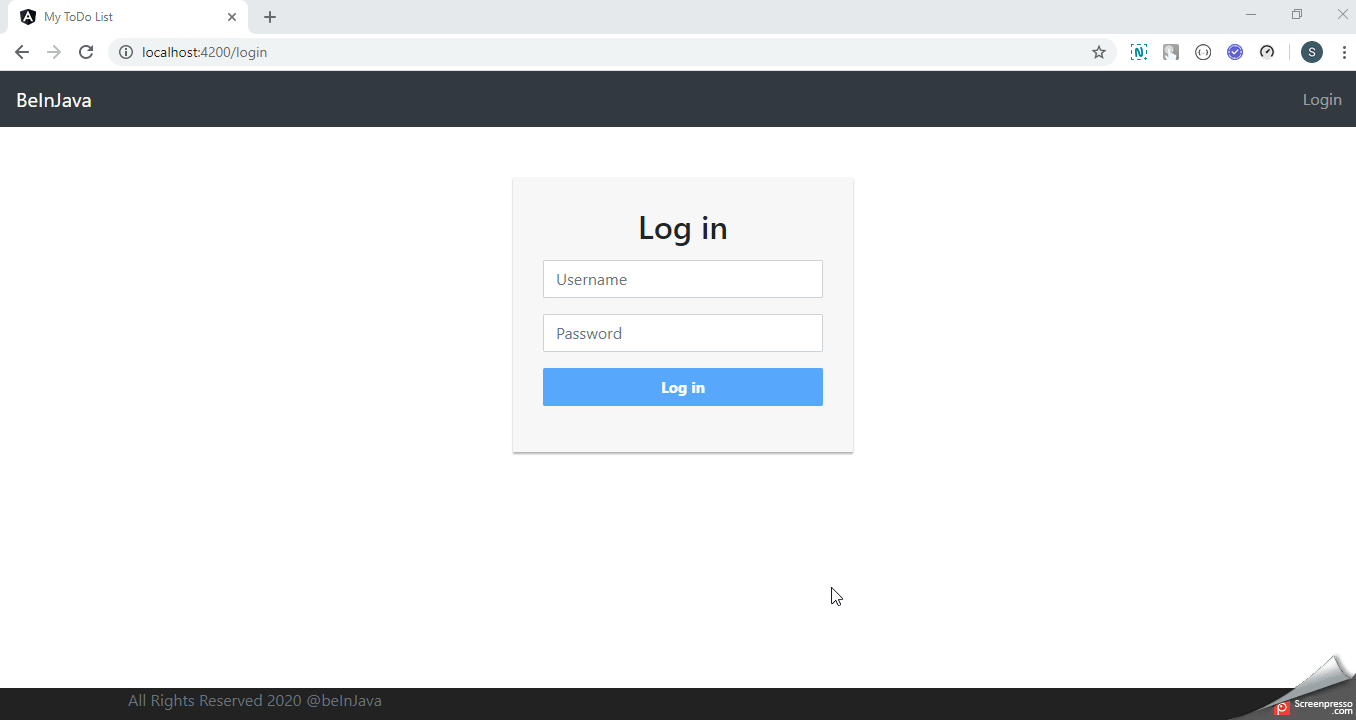 My ToDo List
localhost:4200/login
S
BeInJava
Login
Log in
Username
Password
Log in
All Rights Reserved 2020 @beInJava
Screenpresso
.com